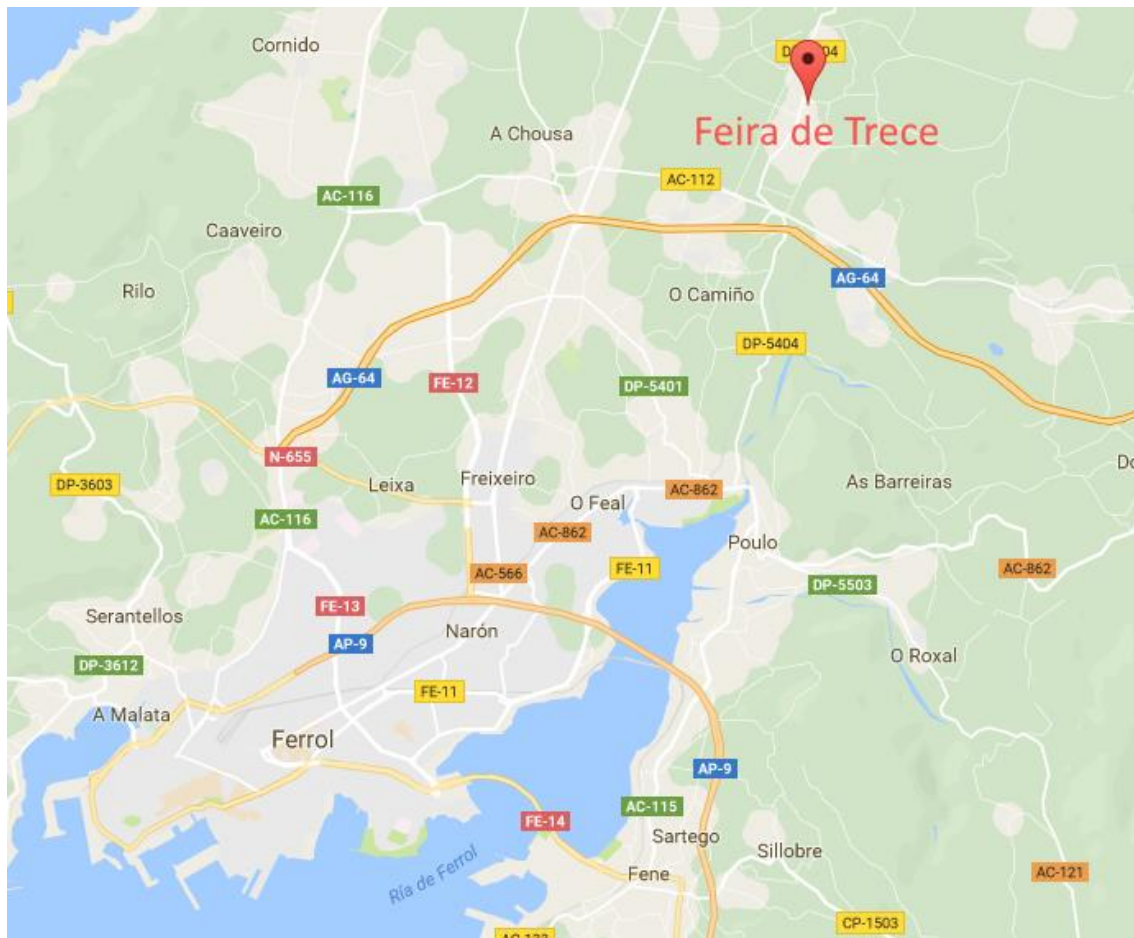 Cornido
Feira de Trece
A Chousa
AC-112
AC-116
Caaveiro
AG-64
Rilo
O Camiño
DP-5404
AG-64
FE-12
DP-5401
N-655
Freixeiro
Leixa
DP-3603
AC-862
As Barreiras
O Feal
AC-116
AC-862
Poulo
FE-11
AC-566
AC-862
DP-5503
FE-13
Serantellos
Narón
AP-9
O Roxal
DP-3612
FE-11
A Malata
Ferrol
AP-9
AC-115
FE-14
Sartego
Sillobre
Ría de Ferrol
Fene
AC-121
CP-1503